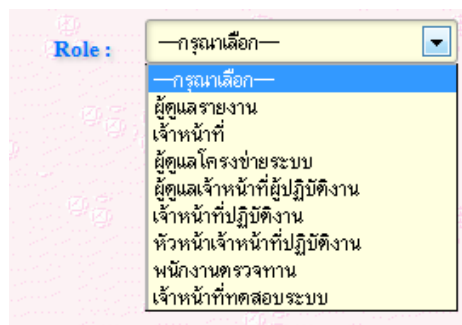 Role : —กรุณาเลือก—
—กรุณาเลือก—
ผู้ดูแลรายงาน
เจ้าหน้าที่
ผู้ดูแลโครงข่ายระบบ
ผู้ดูแลเจ้าหน้าที่ผู้ปฏิบัติงาน
เจ้าหน้าที่ปฏิบัติงาน
หัวหน้าเจ้าหน้าที่ปฏิบัติงาน
พนักงานตรวจทาน
เจ้าหน้าที่ทดสอบระบบ